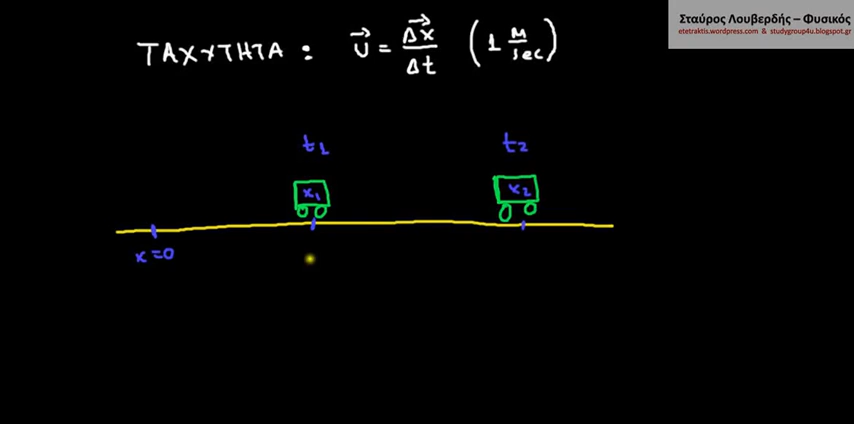 Σταύρος Λουβερδής – Φυσικός
etetraktis.wordpress.com & studygroup4u.blogspot.gr
ΤΑΧΥΤΗΤΑ : υ⃗ = Δx⃗/Δt (1 m/sec)
t₁ t₂
x₁ x₂
x=0